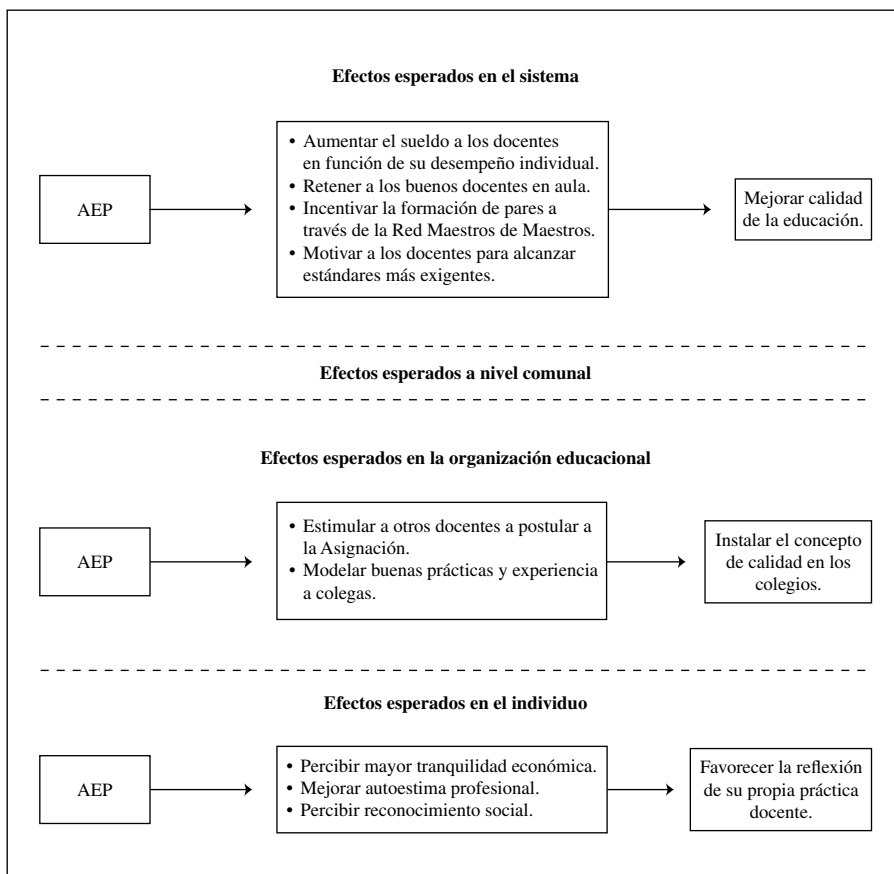 Efectos esperados en el sistema
AEP
• Aumentar el sueldo a los docentes
en función de su desempeño individual.
• Retener a los buenos docentes en aula.
• Incentivar la formación de pares a
través de la Red Maestros de Maestros.
• Motivar a los docentes para alcanzar
estándares más exigentes.
Mejorar calidad
de la educación.
Efectos esperados a nivel comunal
Efectos esperados en la organización educacional
AEP
• Estimular a otros docentes a postular a
la Asignación.
• Modelar buenas prácticas y experiencia
a colegas.
Instalar el concepto
de calidad en los
colegios.
Efectos esperados en el individuo
AEP
• Percibir mayor tranquilidad económica.
• Mejorar autoestima profesional.
• Percibir reconocimiento social.
Favorecer la reflexión
de su propia práctica
docente.